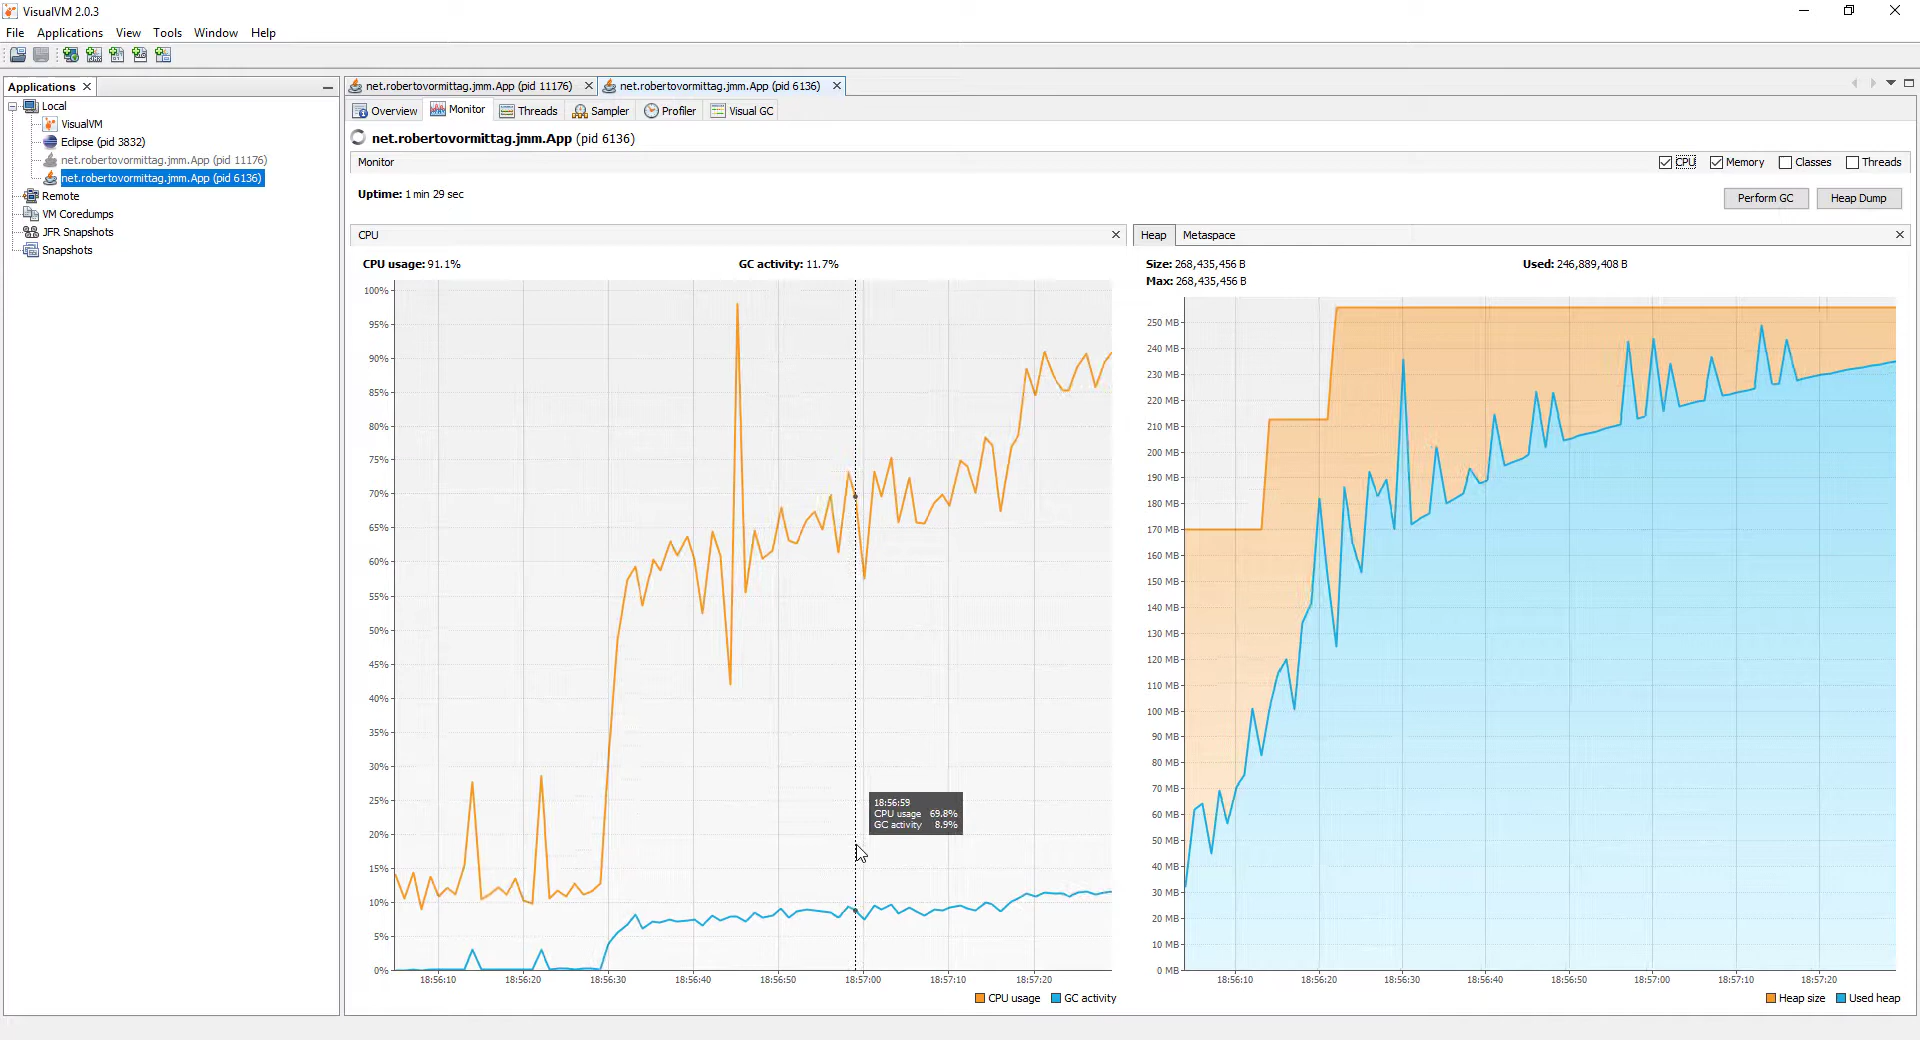 VisualVM 2.0.3
File Applications View Tools Window Help
Applications
Local
VisualVM
Eclipse (pid 3832)
net.robertovormittag.jmm.App (pid 11176)
net.robertovormittag.jmm.App (pid 6136)
Remote
VM Coredumps
JFR Snapshots
Snapshots
net.robertovormittag.jmm.App (pid 11176) net.robertovormittag.jmm.App (pid 6136)
Overview Monitor Threads Sampler Profiler Visual GC
net.robertovormittag.jmm.App (pid 6136)
Monitor CPU Memory Classes Threads
Uptime: 1 min 29 sec
Perform GC Heap Dump
CPU
CPU usage: 91.1% GC activity: 11.7%
100%
95%
90%
85%
80%
75%
70%
65%
60%
55%
50%
45%
40%
35%
30%
25%
20%
15%
10%
5%
0%
18:56:59
CPU usage 69.8%
GC activity 8.9%
18:56:10 18:56:20 18:56:30 18:56:40 18:56:50 18:57:00 18:57:10 18:57:20
CPU usage GC activity
Heap Metaspace
Size: 268,435,456 B Used: 246,889,408 B
Max: 268,435,456 B
250 MB
240 MB
230 MB
220 MB
210 MB
200 MB
190 MB
180 MB
170 MB
160 MB
150 MB
140 MB
130 MB
120 MB
110 MB
100 MB
90 MB
80 MB
70 MB
60 MB
50 MB
40 MB
30 MB
20 MB
10 MB
0 MB
18:56:10 18:56:20 18:56:30 18:56:40 18:56:50 18:57:00 18:57:10 18:57:20
Heap size Used heap